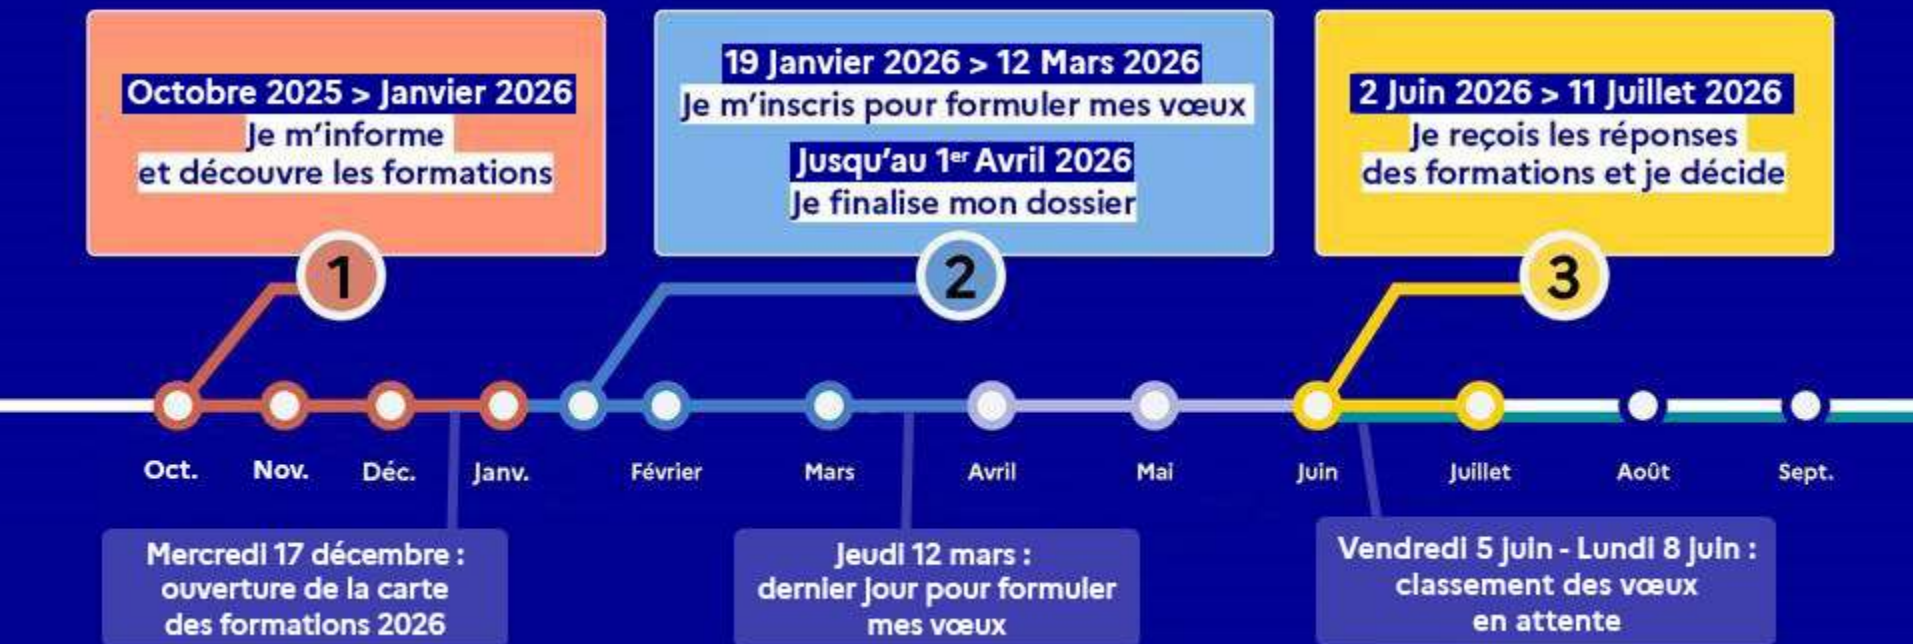 Octobre 2025 > Janvier 2026
Je m'informe
et découvre les formations
19 Janvier 2026 > 12 Mars 2026
Je m'inscris pour formuler mes vœux
Jusqu'au 1er Avril 2026
Je finalise mon dossier
2 Juin 2026 > 11 Juillet 2026
Je reçois les réponses
des formations et je décide
1
2
3
Oct.
Nov.
Déc.
Janv.
Février
Mars
Avril
Mai
Juin
Juillet
Août
Sept.
Mercredi 17 décembre :
ouverture de la carte
des formations 2026
Jeudi 12 mars :
dernier jour pour formuler
mes vœux
Vendredi 5 juin - Lundi 8 juin :
classement des vœux
en attente